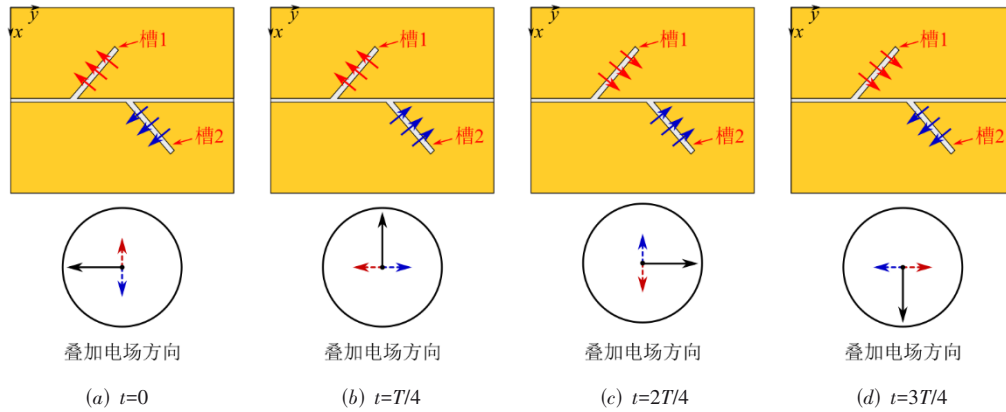 y y y y
x x x x
槽1 槽1 槽1 槽1
槽2 槽2 槽2 槽2
叠加电场方向 叠加电场方向 叠加电场方向 叠加电场方向
(a) t=0 (b) t=T/4 (c) t=2T/4 (d) t=3T/4